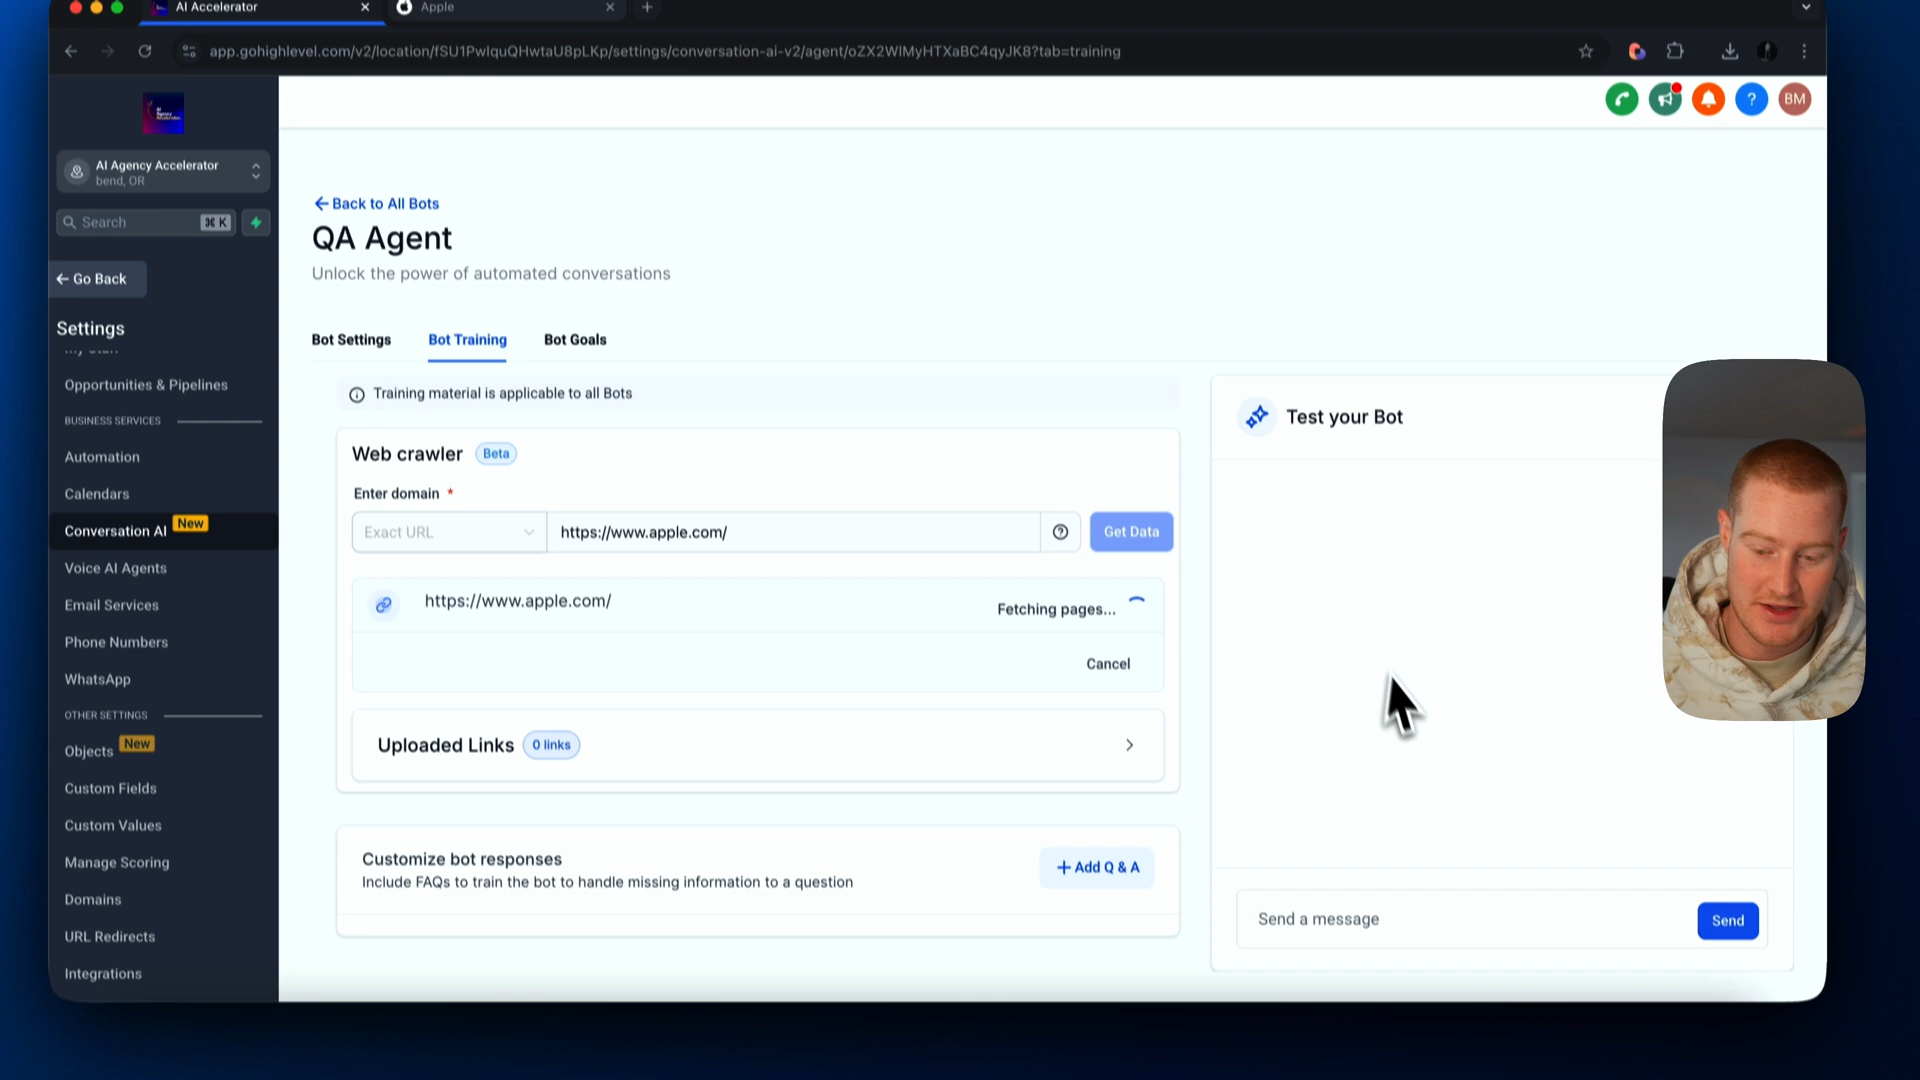 AI Accelerator
Apple
app.gohighlevel.com/v2/location/fSU1PwIquQHwtaU8pLKp/settings/conversation-ai-v2/agent/oZX2WIMyHTXaBC4qyJK8?tab=training
BM
AI Agency Accelerator
bend, OR
Search
⌘ K
Go Back
Settings
My Staff
Opportunities & Pipelines
BUSINESS SERVICES
Automation
Calendars
Conversation AI New
Voice AI Agents
Email Services
Phone Numbers
WhatsApp
OTHER SETTINGS
Objects New
Custom Fields
Custom Values
Manage Scoring
Domains
URL Redirects
Integrations
Back to All Bots
QA Agent
Unlock the power of automated conversations
Bot Settings
Bot Training
Bot Goals
Training material is applicable to all Bots
Web crawler Beta
Enter domain *
Exact URL
https://www.apple.com/
Get Data
https://www.apple.com/
Fetching pages...
Cancel
Uploaded Links 0 links
Customize bot responses
Include FAQs to train the bot to handle missing information to a question
+ Add Q & A
Test your Bot
Send a message
Send